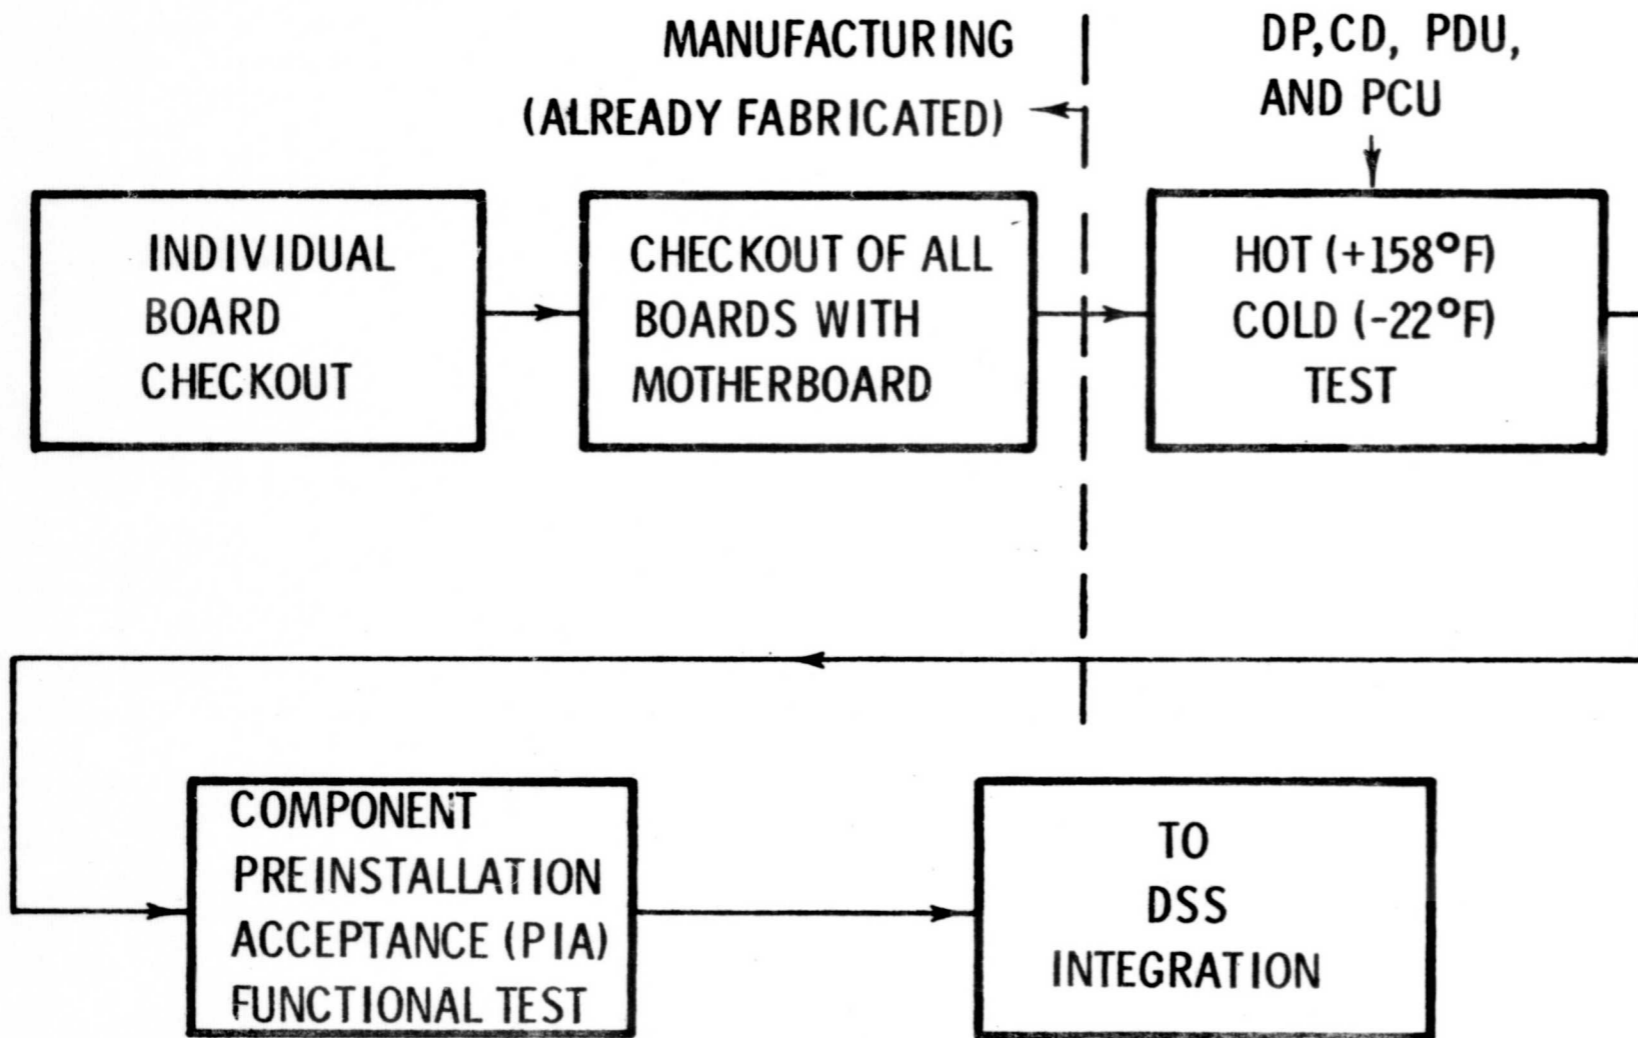 MANUFACTURING
(ALREADY FABRICATED)
DP,CD, PDU,
AND PCU
INDIVIDUAL
BOARD
CHECKOUT
CHECKOUT OF ALL
BOARDS WITH
MOTHERBOARD
HOT (+158°F)
COLD (-22°F)
TEST
COMPONENT
PREINSTALLATION
ACCEPTANCE (PIA)
FUNCTIONAL TEST
TO
DSS
INTEGRATION